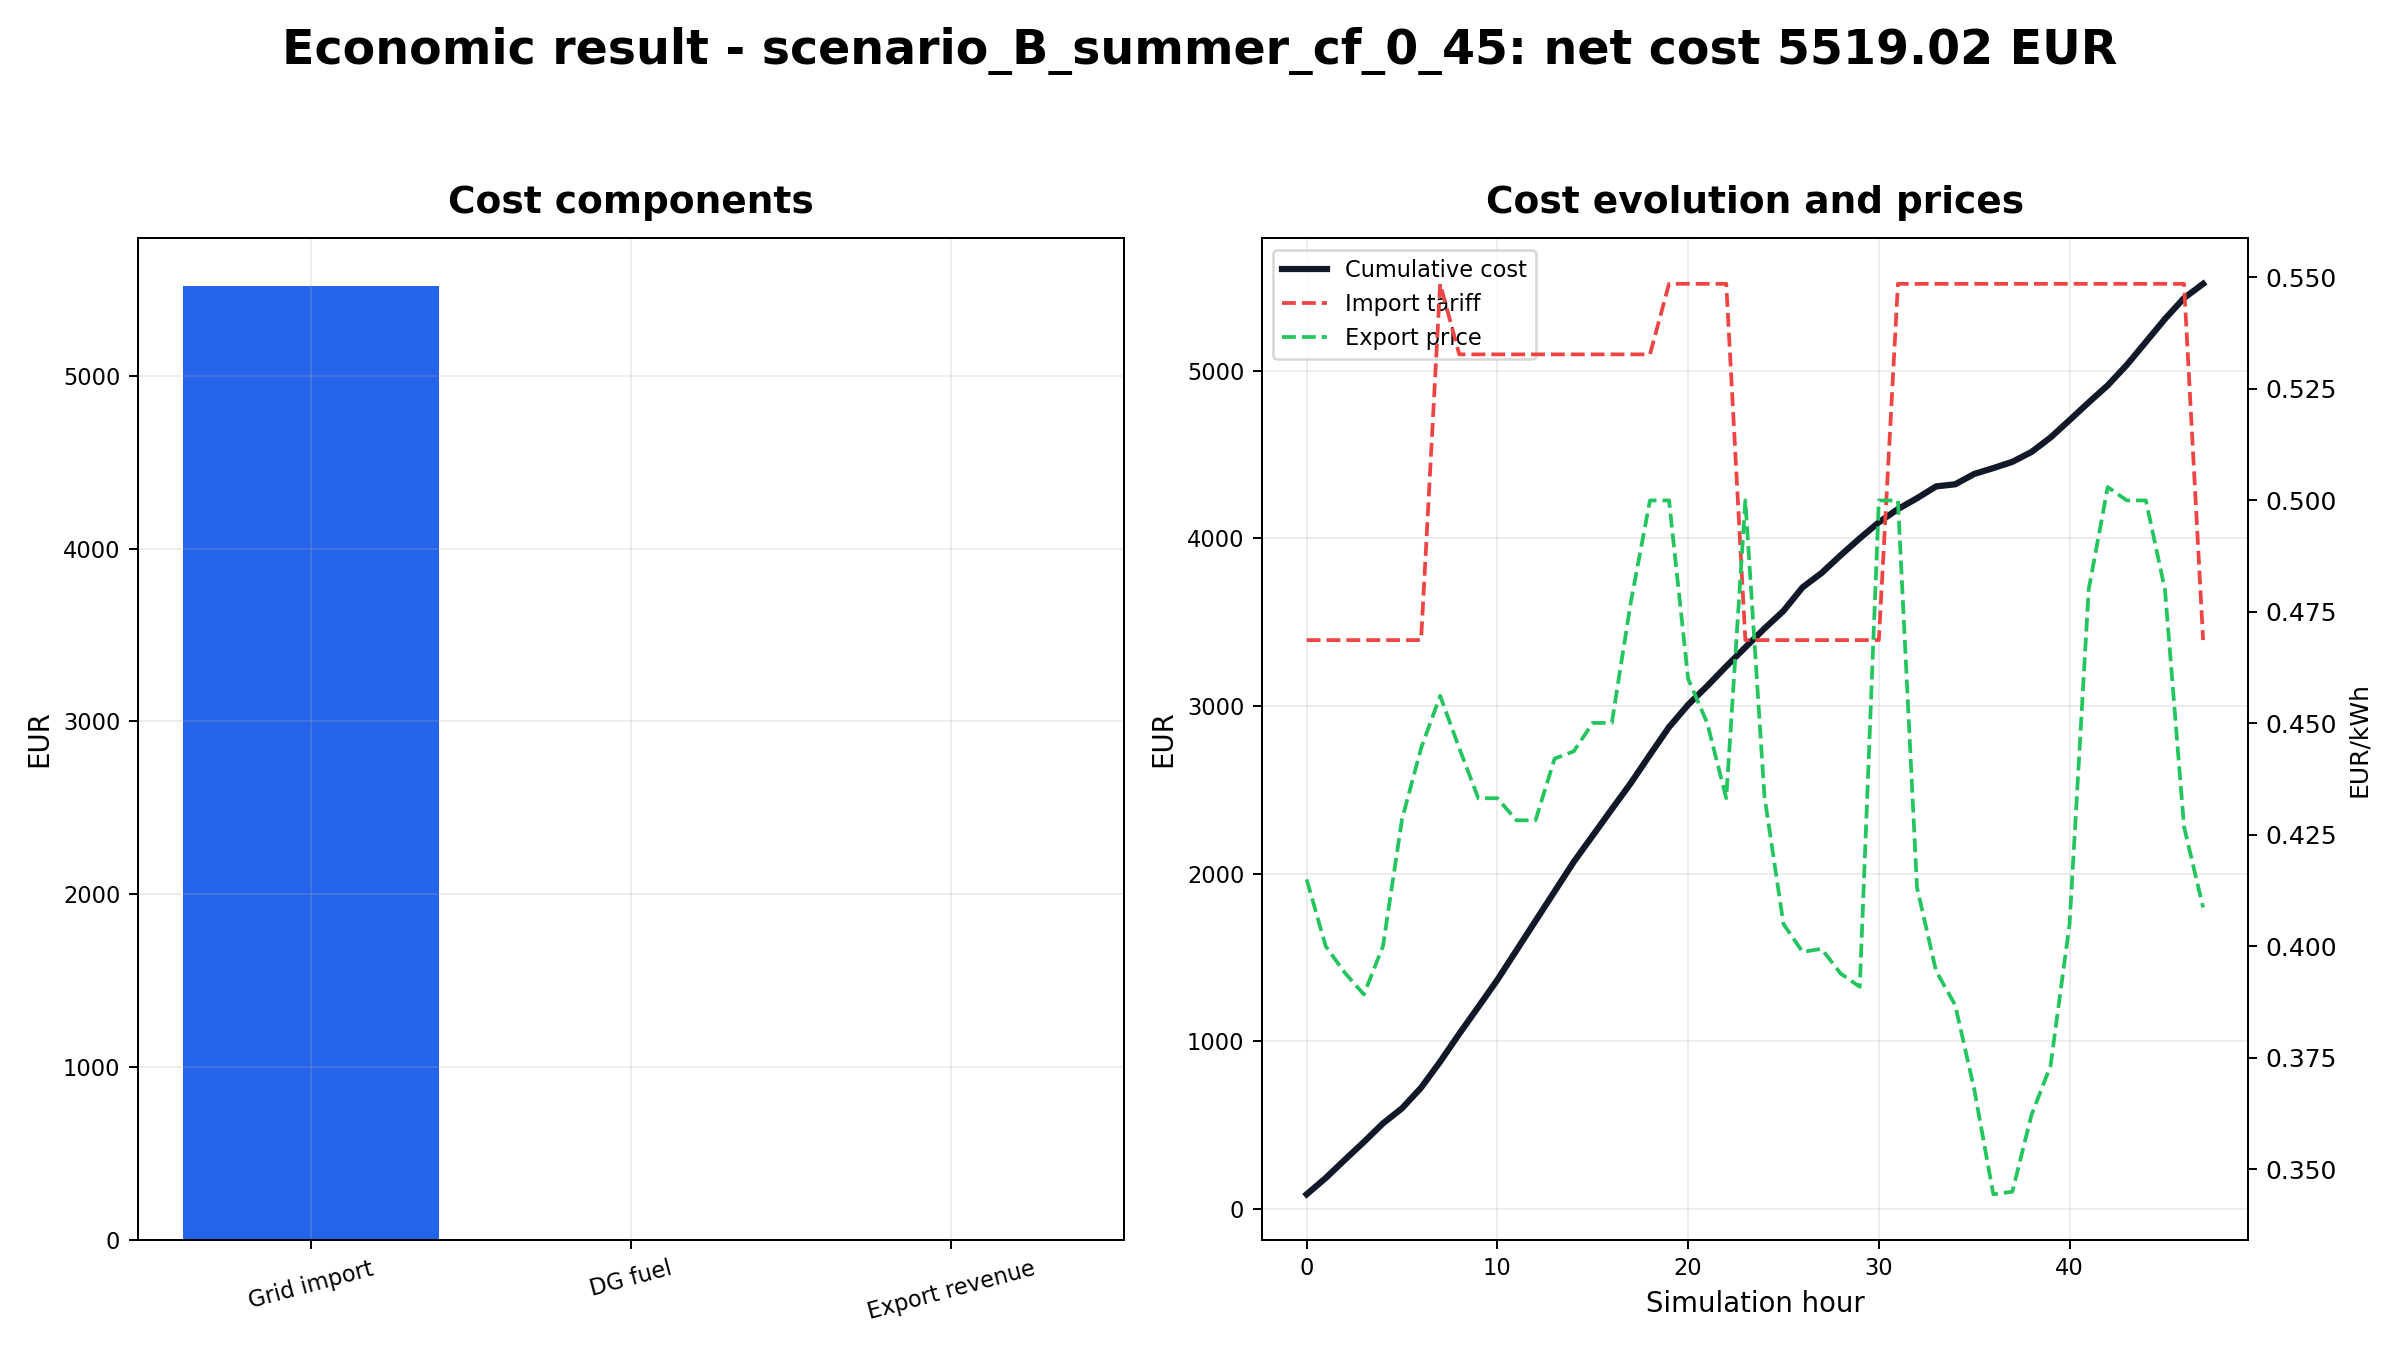 Economic result - scenario_B_summer_cf_0_45: net cost 5519.02 EUR
Cost components
EUR
5000
4000
3000
2000
1000
0
Grid import
DG fuel
Export revenue
Cost evolution and prices
Cumulative cost
Import tariff
Export price
EUR
5000
4000
3000
2000
1000
0
0
10
20
30
40
Simulation hour
0.550
0.525
0.500
0.475
0.450
0.425
0.400
0.375
0.350
EUR/kWh